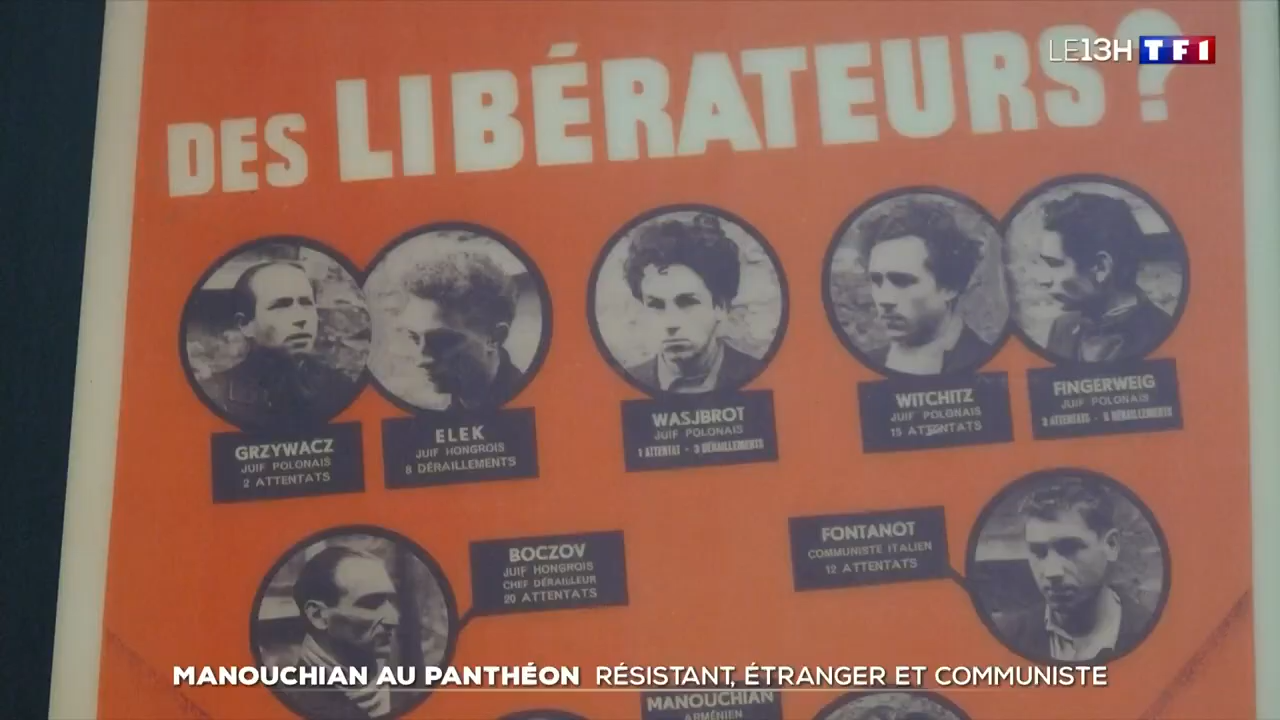 LE13H TF1
DES LIBÉRATEURS?
GRZYWACZ
JUIF POLONAIS
2 ATTENTATS
ELEK
JUIF HONGROIS
8 DÉRAILLEMENTS
WASJBROT
JUIF POLONAIS
1 ATTENTAT - 3 DÉRAILLEMENTS
WITCHITZ
JUIF POLONAIS
15 ATTENTATS
FINGERWEIG
JUIF POLONAIS
3 ATTENTATS - 5 DÉRAILLEMENTS
BOCZOV
JUIF HONGROIS
CHEF DÉRAILLEUR
20 ATTENTATS
FONTANOT
COMMUNISTE ITALIEN
12 ATTENTATS
MANOUCHIAN AU PANTHÉON RÉSISTANT, ÉTRANGER ET COMMUNISTE
MANOUCHIAN
ARMÉNIEN